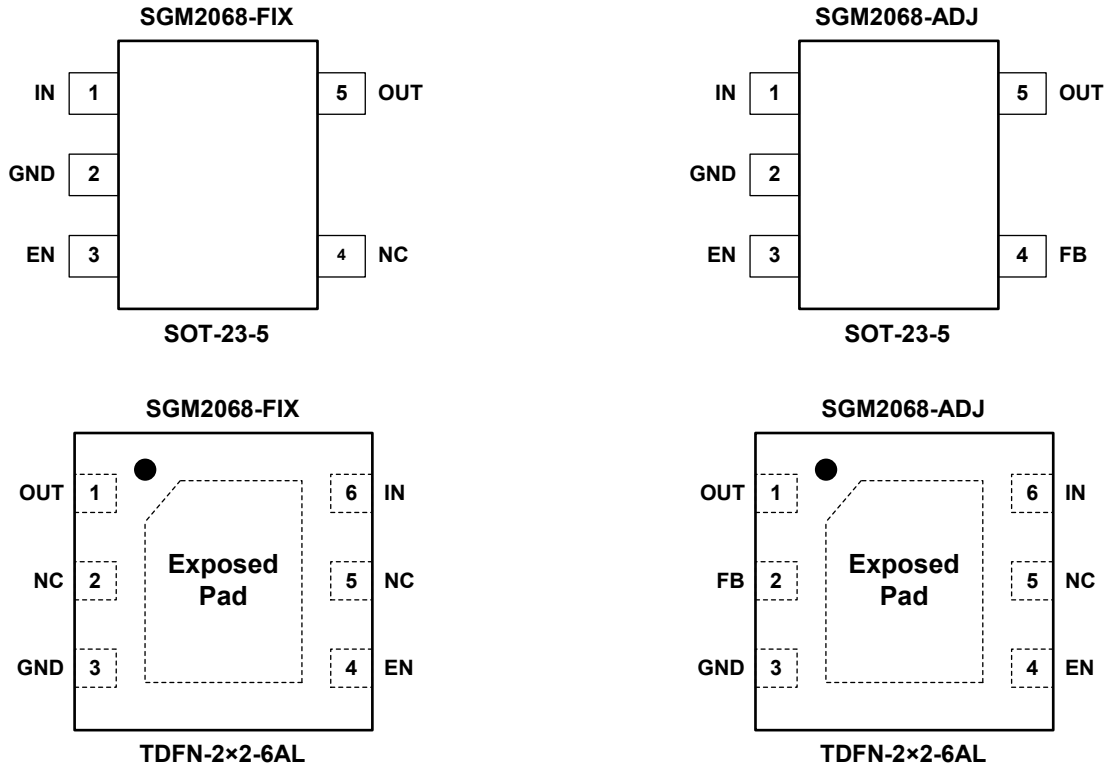 SGM2068-FIX
IN 1 5 OUT
GND 2
EN 3 4 NC
SOT-23-5
SGM2068-ADJ
IN 1 5 OUT
GND 2
EN 3 4 FB
SOT-23-5
SGM2068-FIX
OUT 1 6 IN
NC 2 Exposed Pad 5 NC
GND 3 4 EN
TDFN-2×2-6AL
SGM2068-ADJ
OUT 1 6 IN
FB 2 Exposed Pad 5 NC
GND 3 4 EN
TDFN-2×2-6AL